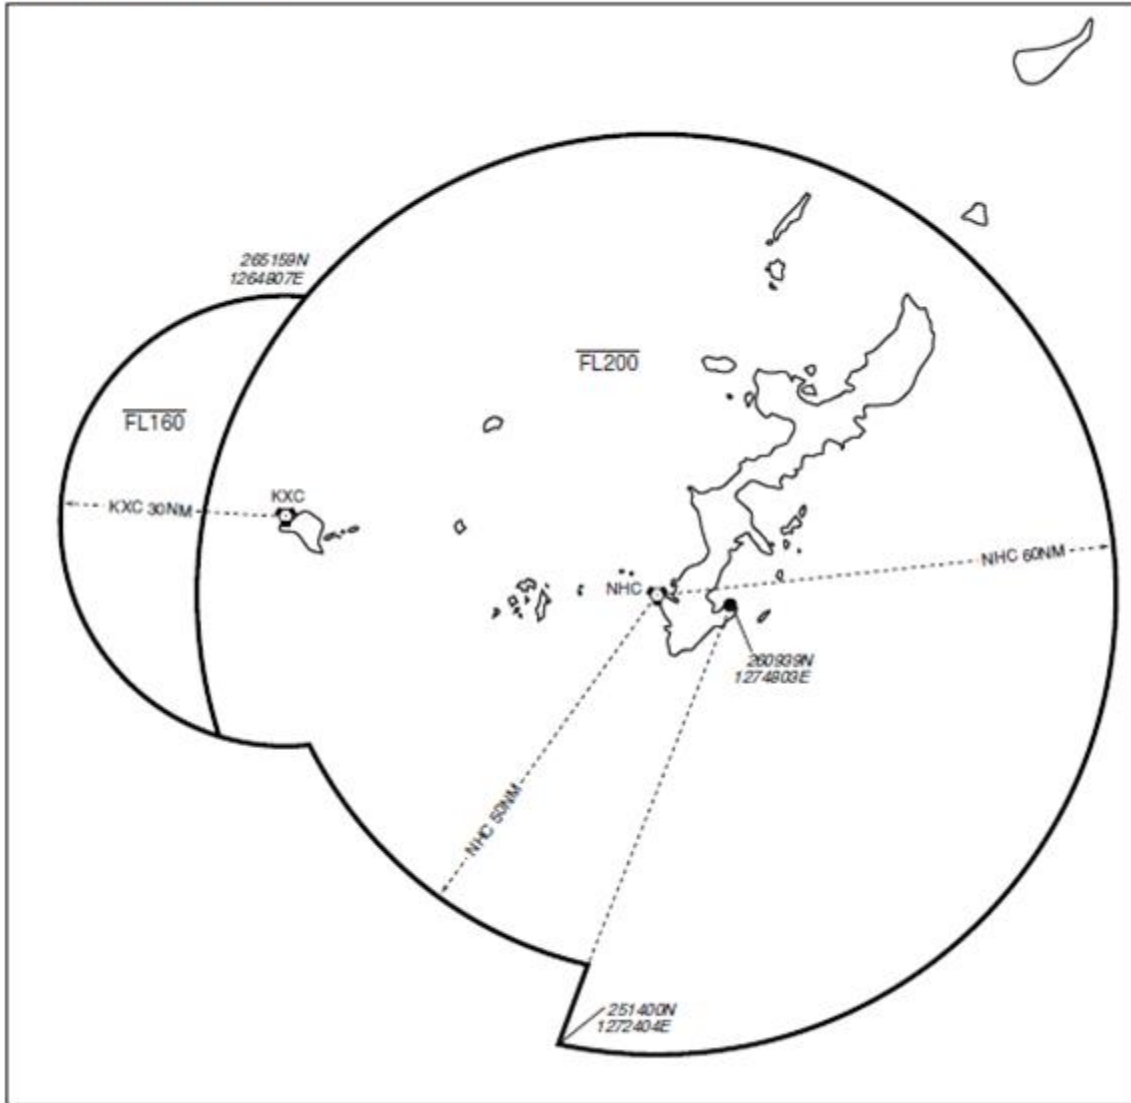 265159N
1264807E
FL200
FL160
KXC
KXC 30NM
NHC 60NM
NHC
260939N
1274803E
NHC 50NM
251400N
1272404E